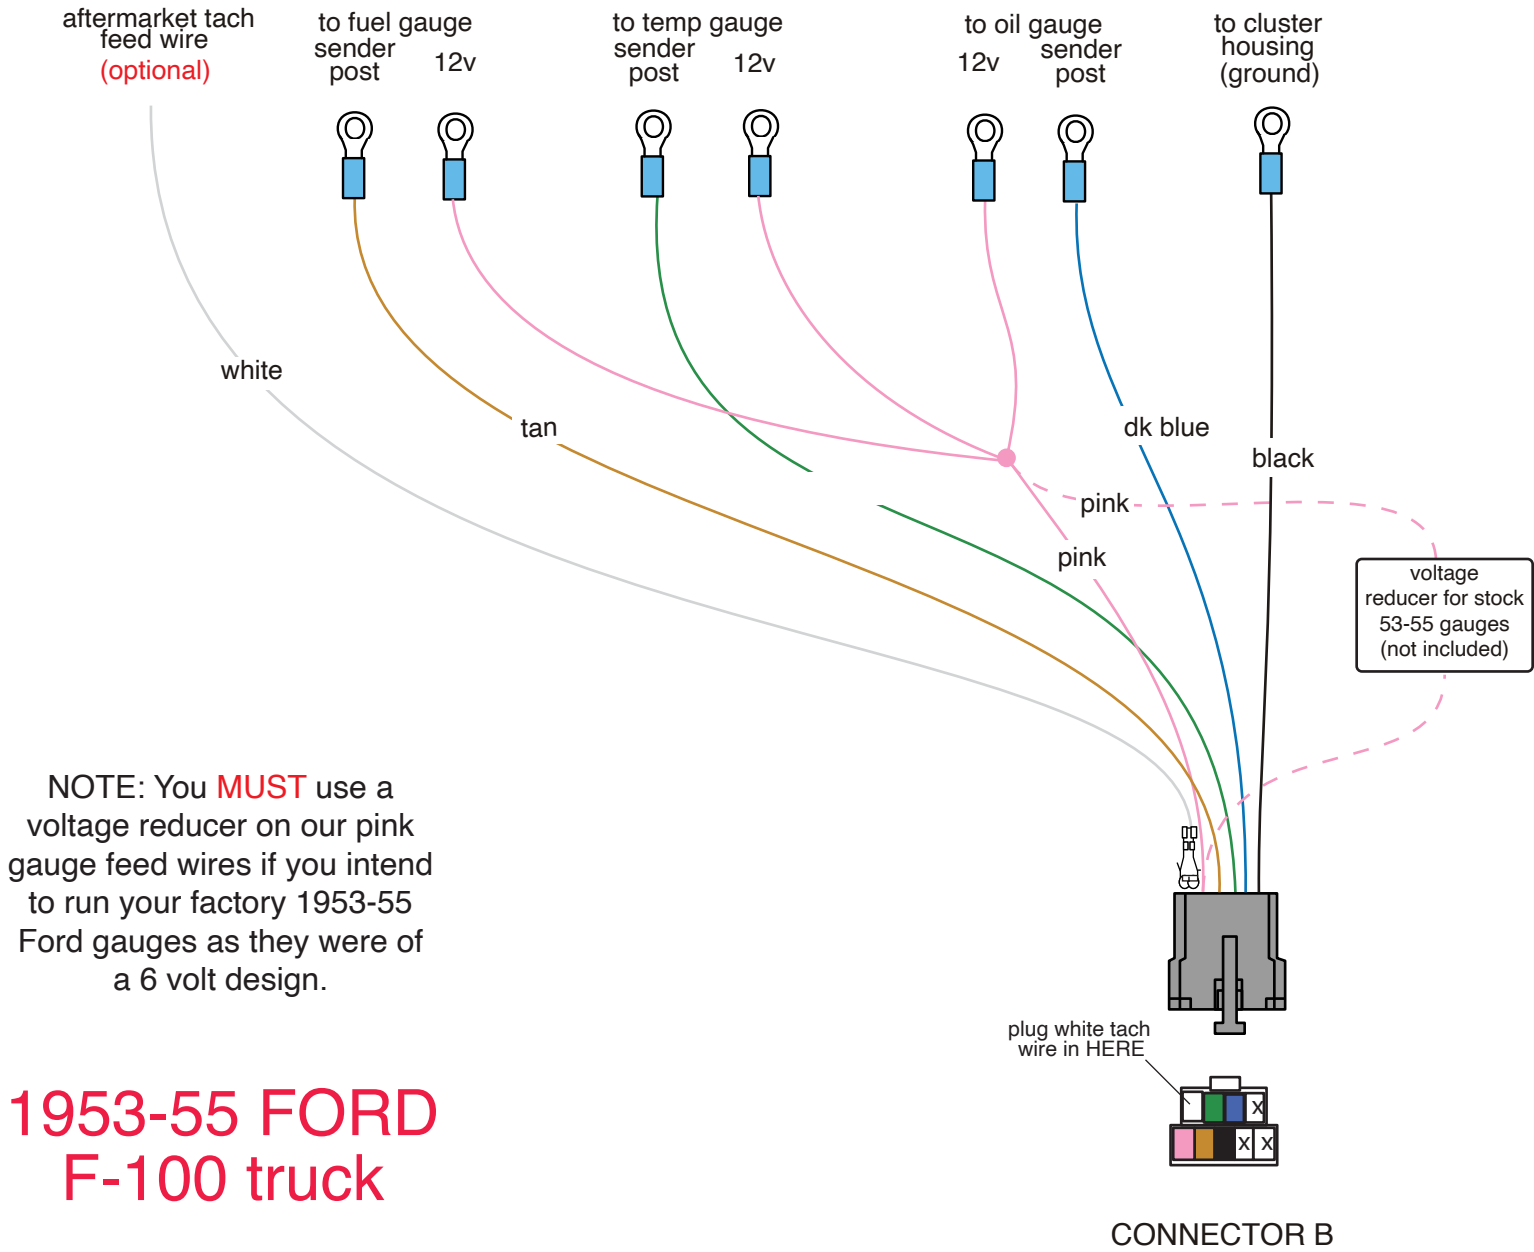 aftermarket tach
feed wire
(optional)
to fuel gauge
sender
post
12v
to temp gauge
sender
post
12v
to oil gauge
12v
sender
post
to cluster
housing
(ground)
white
tan
dk blue
black
pink
pink
voltage
reducer for stock
53-55 gauges
(not included)
NOTE: You MUST use a
voltage reducer on our pink
gauge feed wires if you intend
to run your factory 1953-55
Ford gauges as they were of
a 6 volt design.
plug white tach
wire in HERE
X
X X
1953-55 FORD
F-100 truck
CONNECTOR B